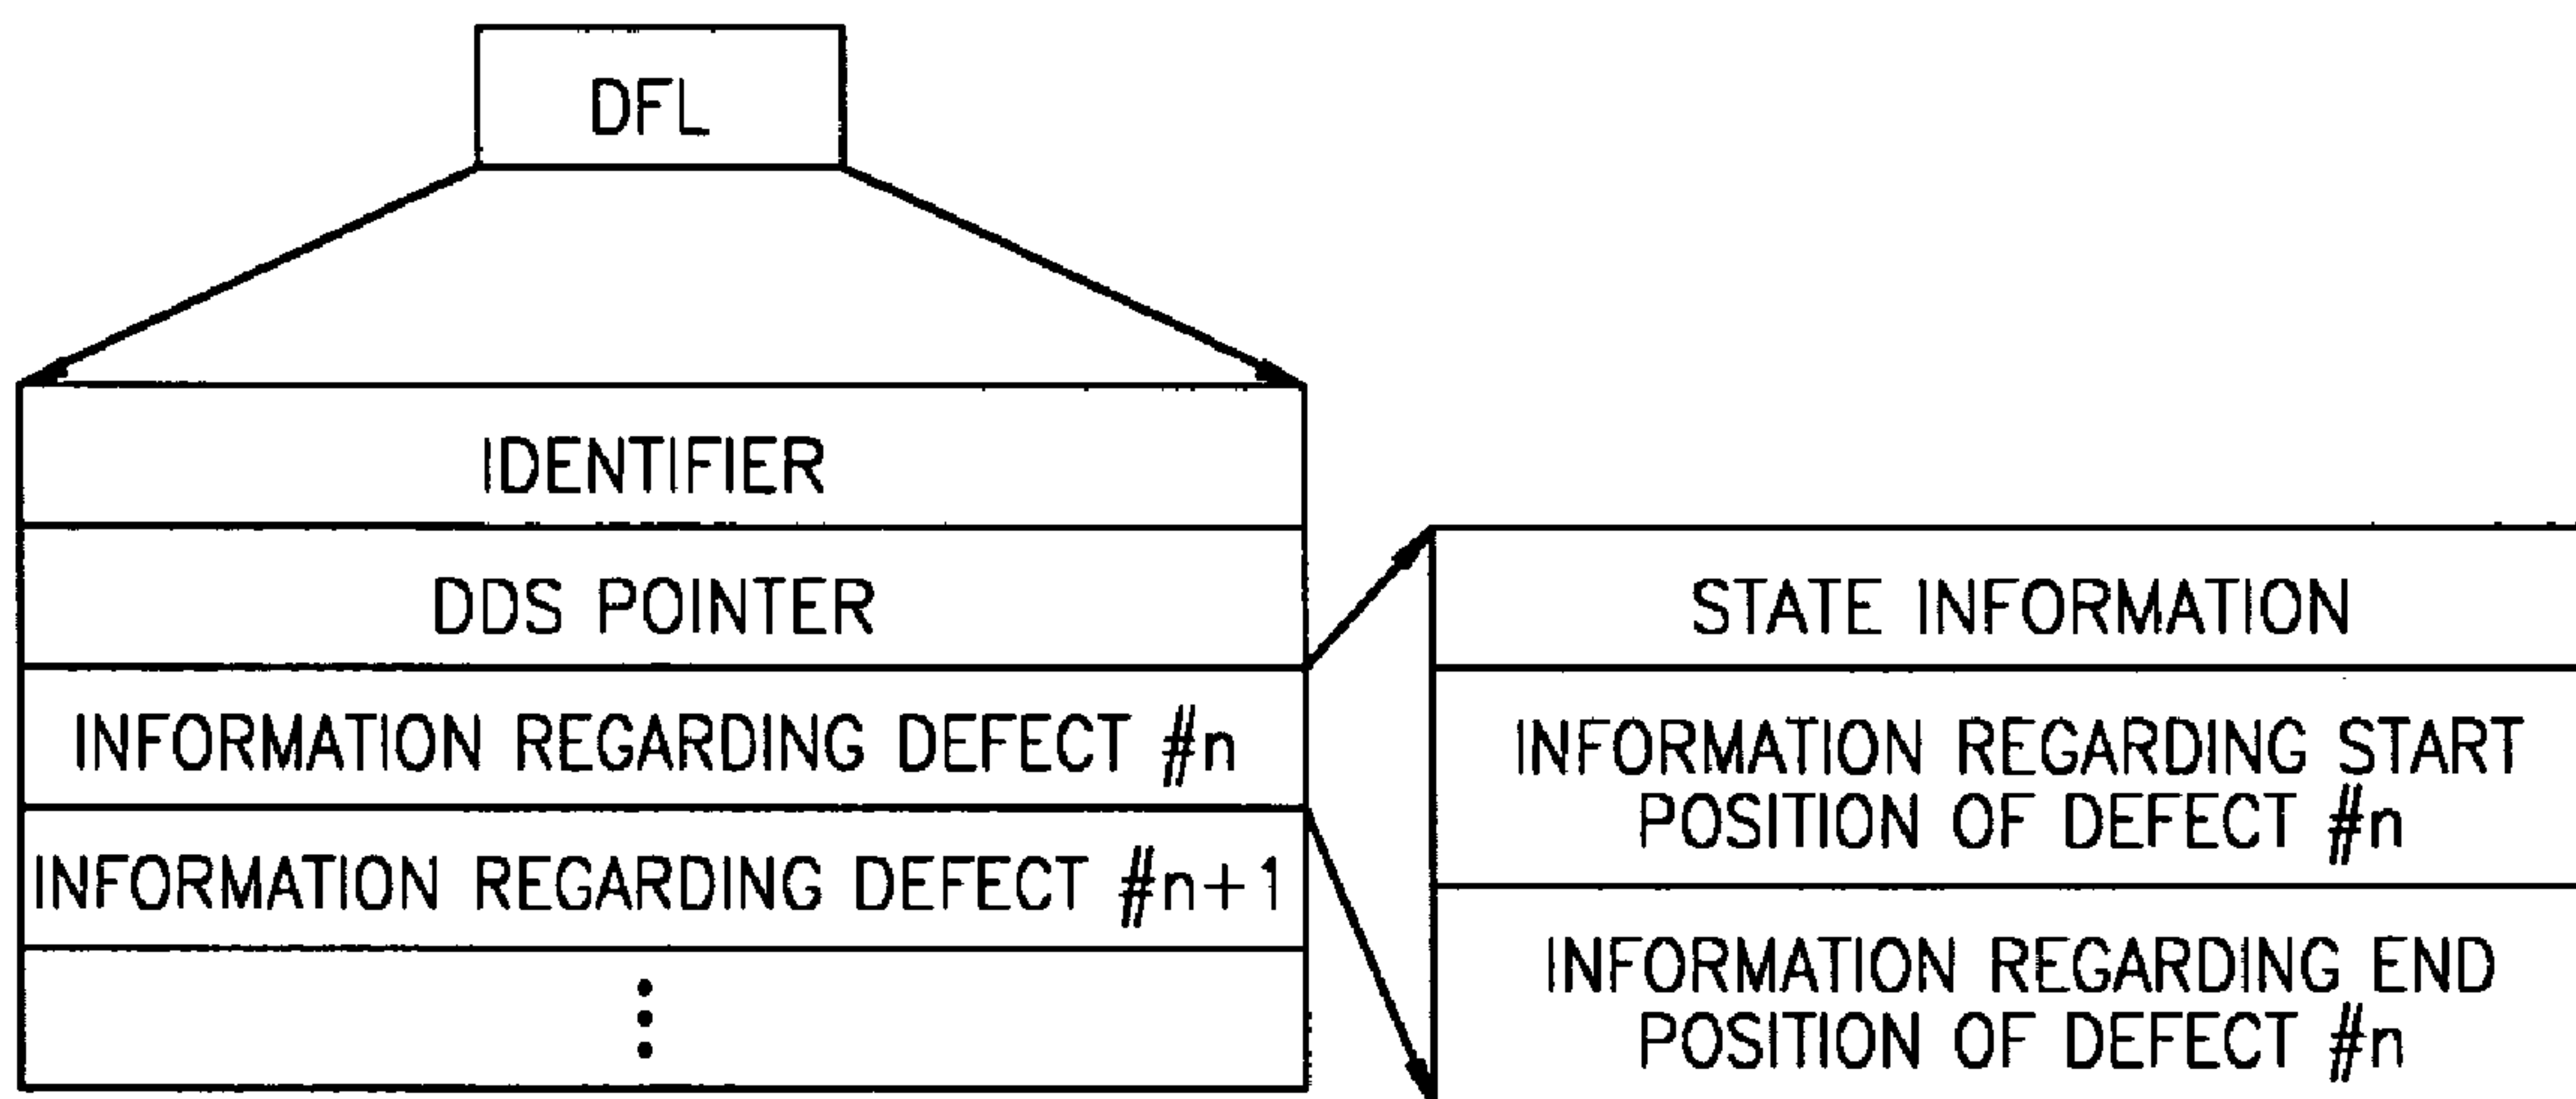 DFL
IDENTIFIER
DDS POINTER
INFORMATION REGARDING DEFECT #n
INFORMATION REGARDING DEFECT #n+1
STATE INFORMATION
INFORMATION REGARDING START
POSITION OF DEFECT #n
INFORMATION REGARDING END
POSITION OF DEFECT #n